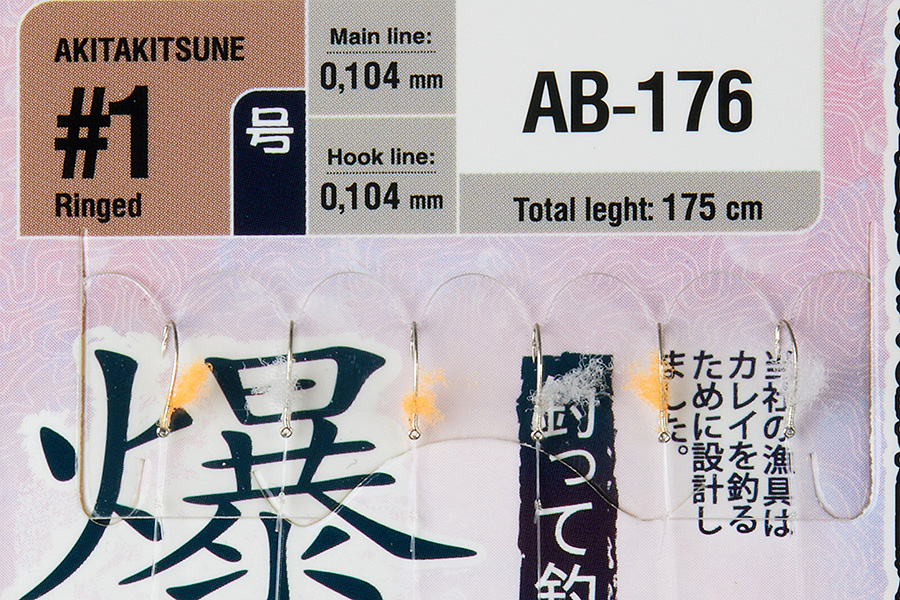 AKITAKITSUNE
#1
Ringed
号
Main line:
0,104 mm
Hook line:
0,104 mm
AB-176
Total leght: 175 cm
爆
釣って釣
当社の漁具は
カレイを釣る
ために設計し
ました。